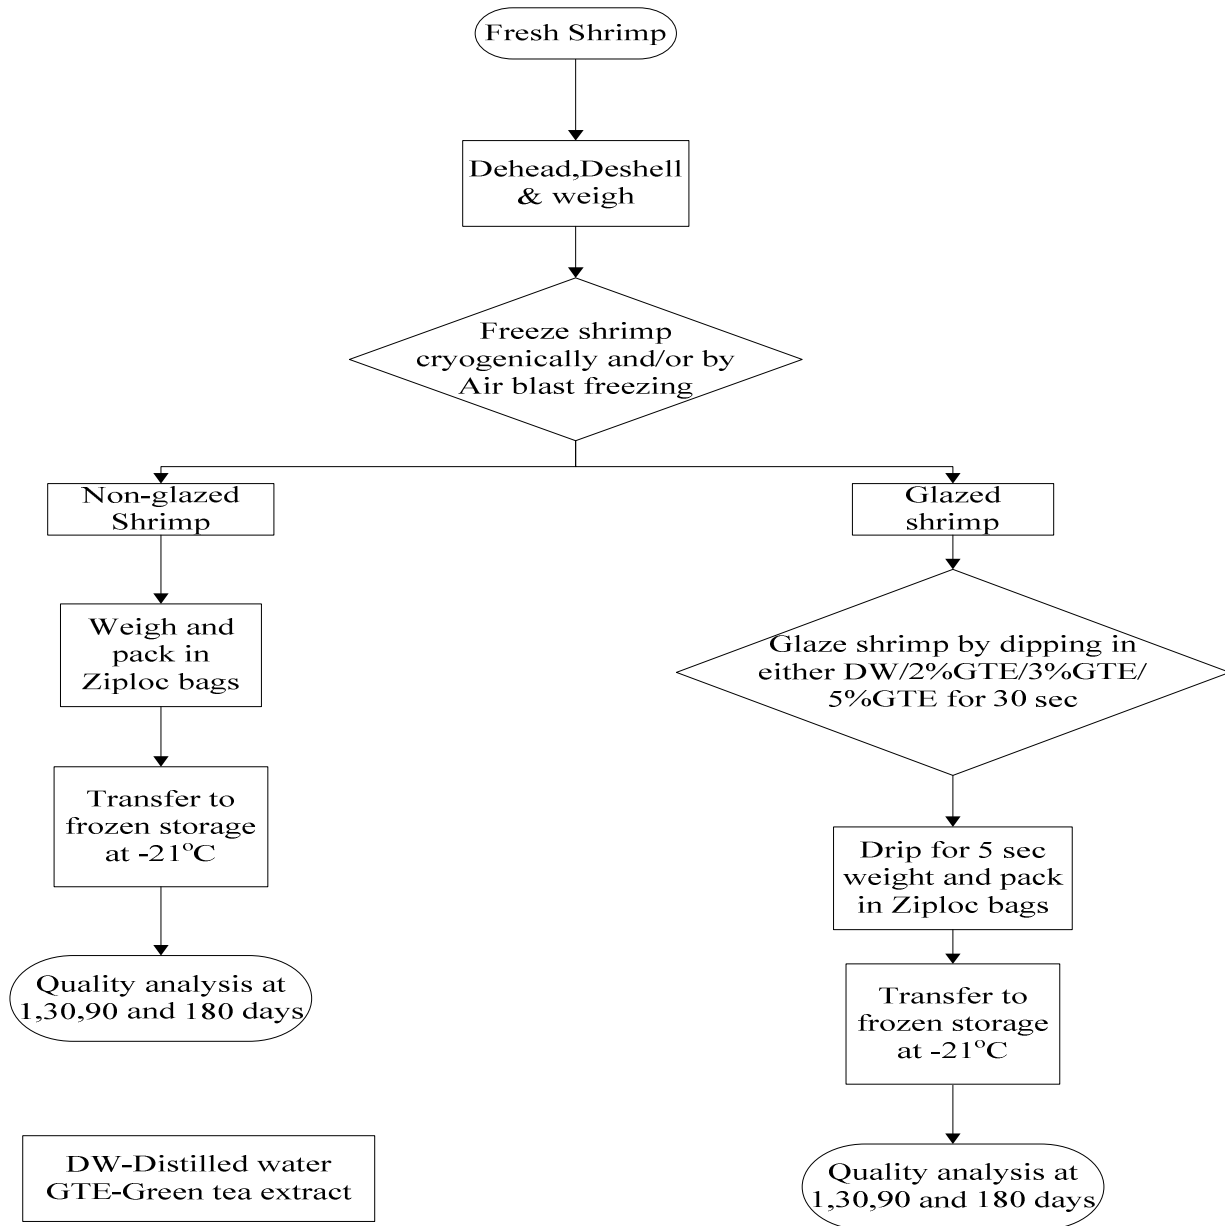 Fresh Shrimp
Dehead,Deshell
& weigh
Freeze shrimp
cryogenically and/or by
Air blast freezing
Non-glazed
Shrimp
Weigh and
pack in
Ziploc bags
Transfer to
frozen storage
at -21°C
Quality analysis at
1,30,90 and 180 days
Glazed
shrimp
Glaze shrimp by dipping in
either DW/2%GTE/3%GTE/
5%GTE for 30 sec
Drip for 5 sec
weight and pack
in Ziploc bags
Transfer to
frozen storage
at -21°C
Quality analysis at
1,30,90 and 180 days
DW-Distilled water
GTE-Green tea extract